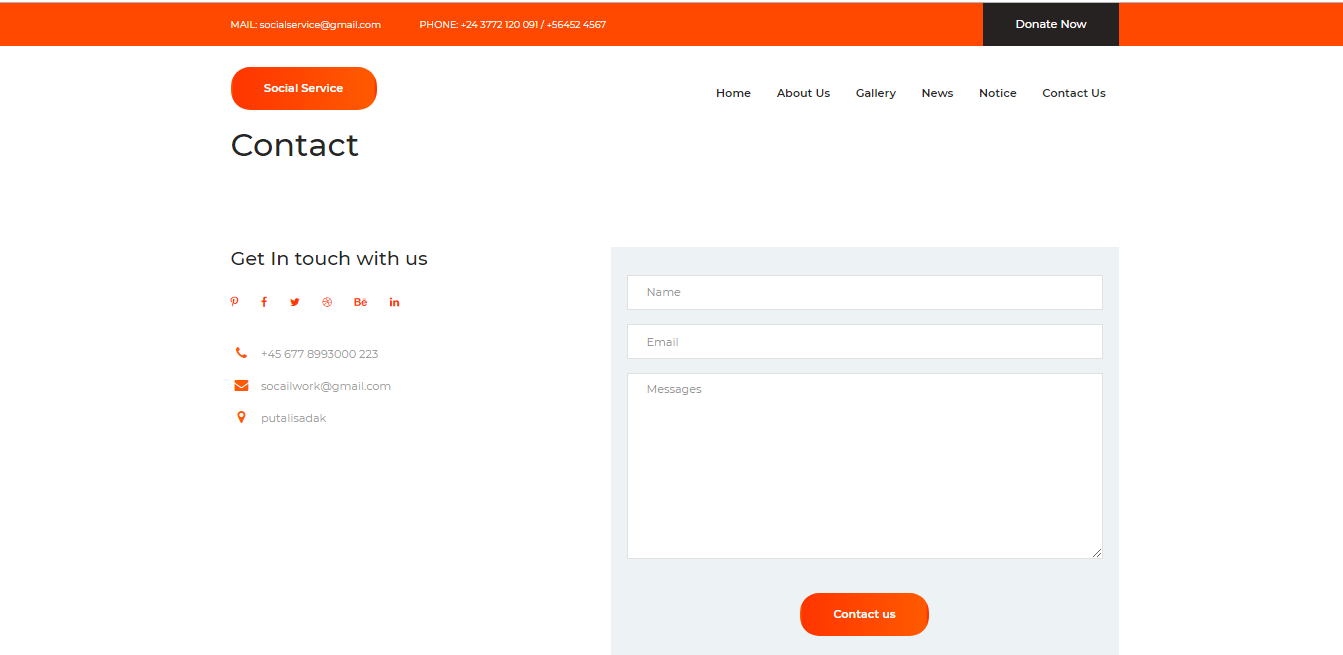 MAIL: socialservice@gmail.com PHONE: +24 3772 120 091 / +56452 4567 Donate Now
Social Service Home About Us Gallery News Notice Contact Us
Contact
Get In touch with us
+45 677 8993000 223
socailwork@gmail.com
putalisadak
Name
Email
Messages
Contact us